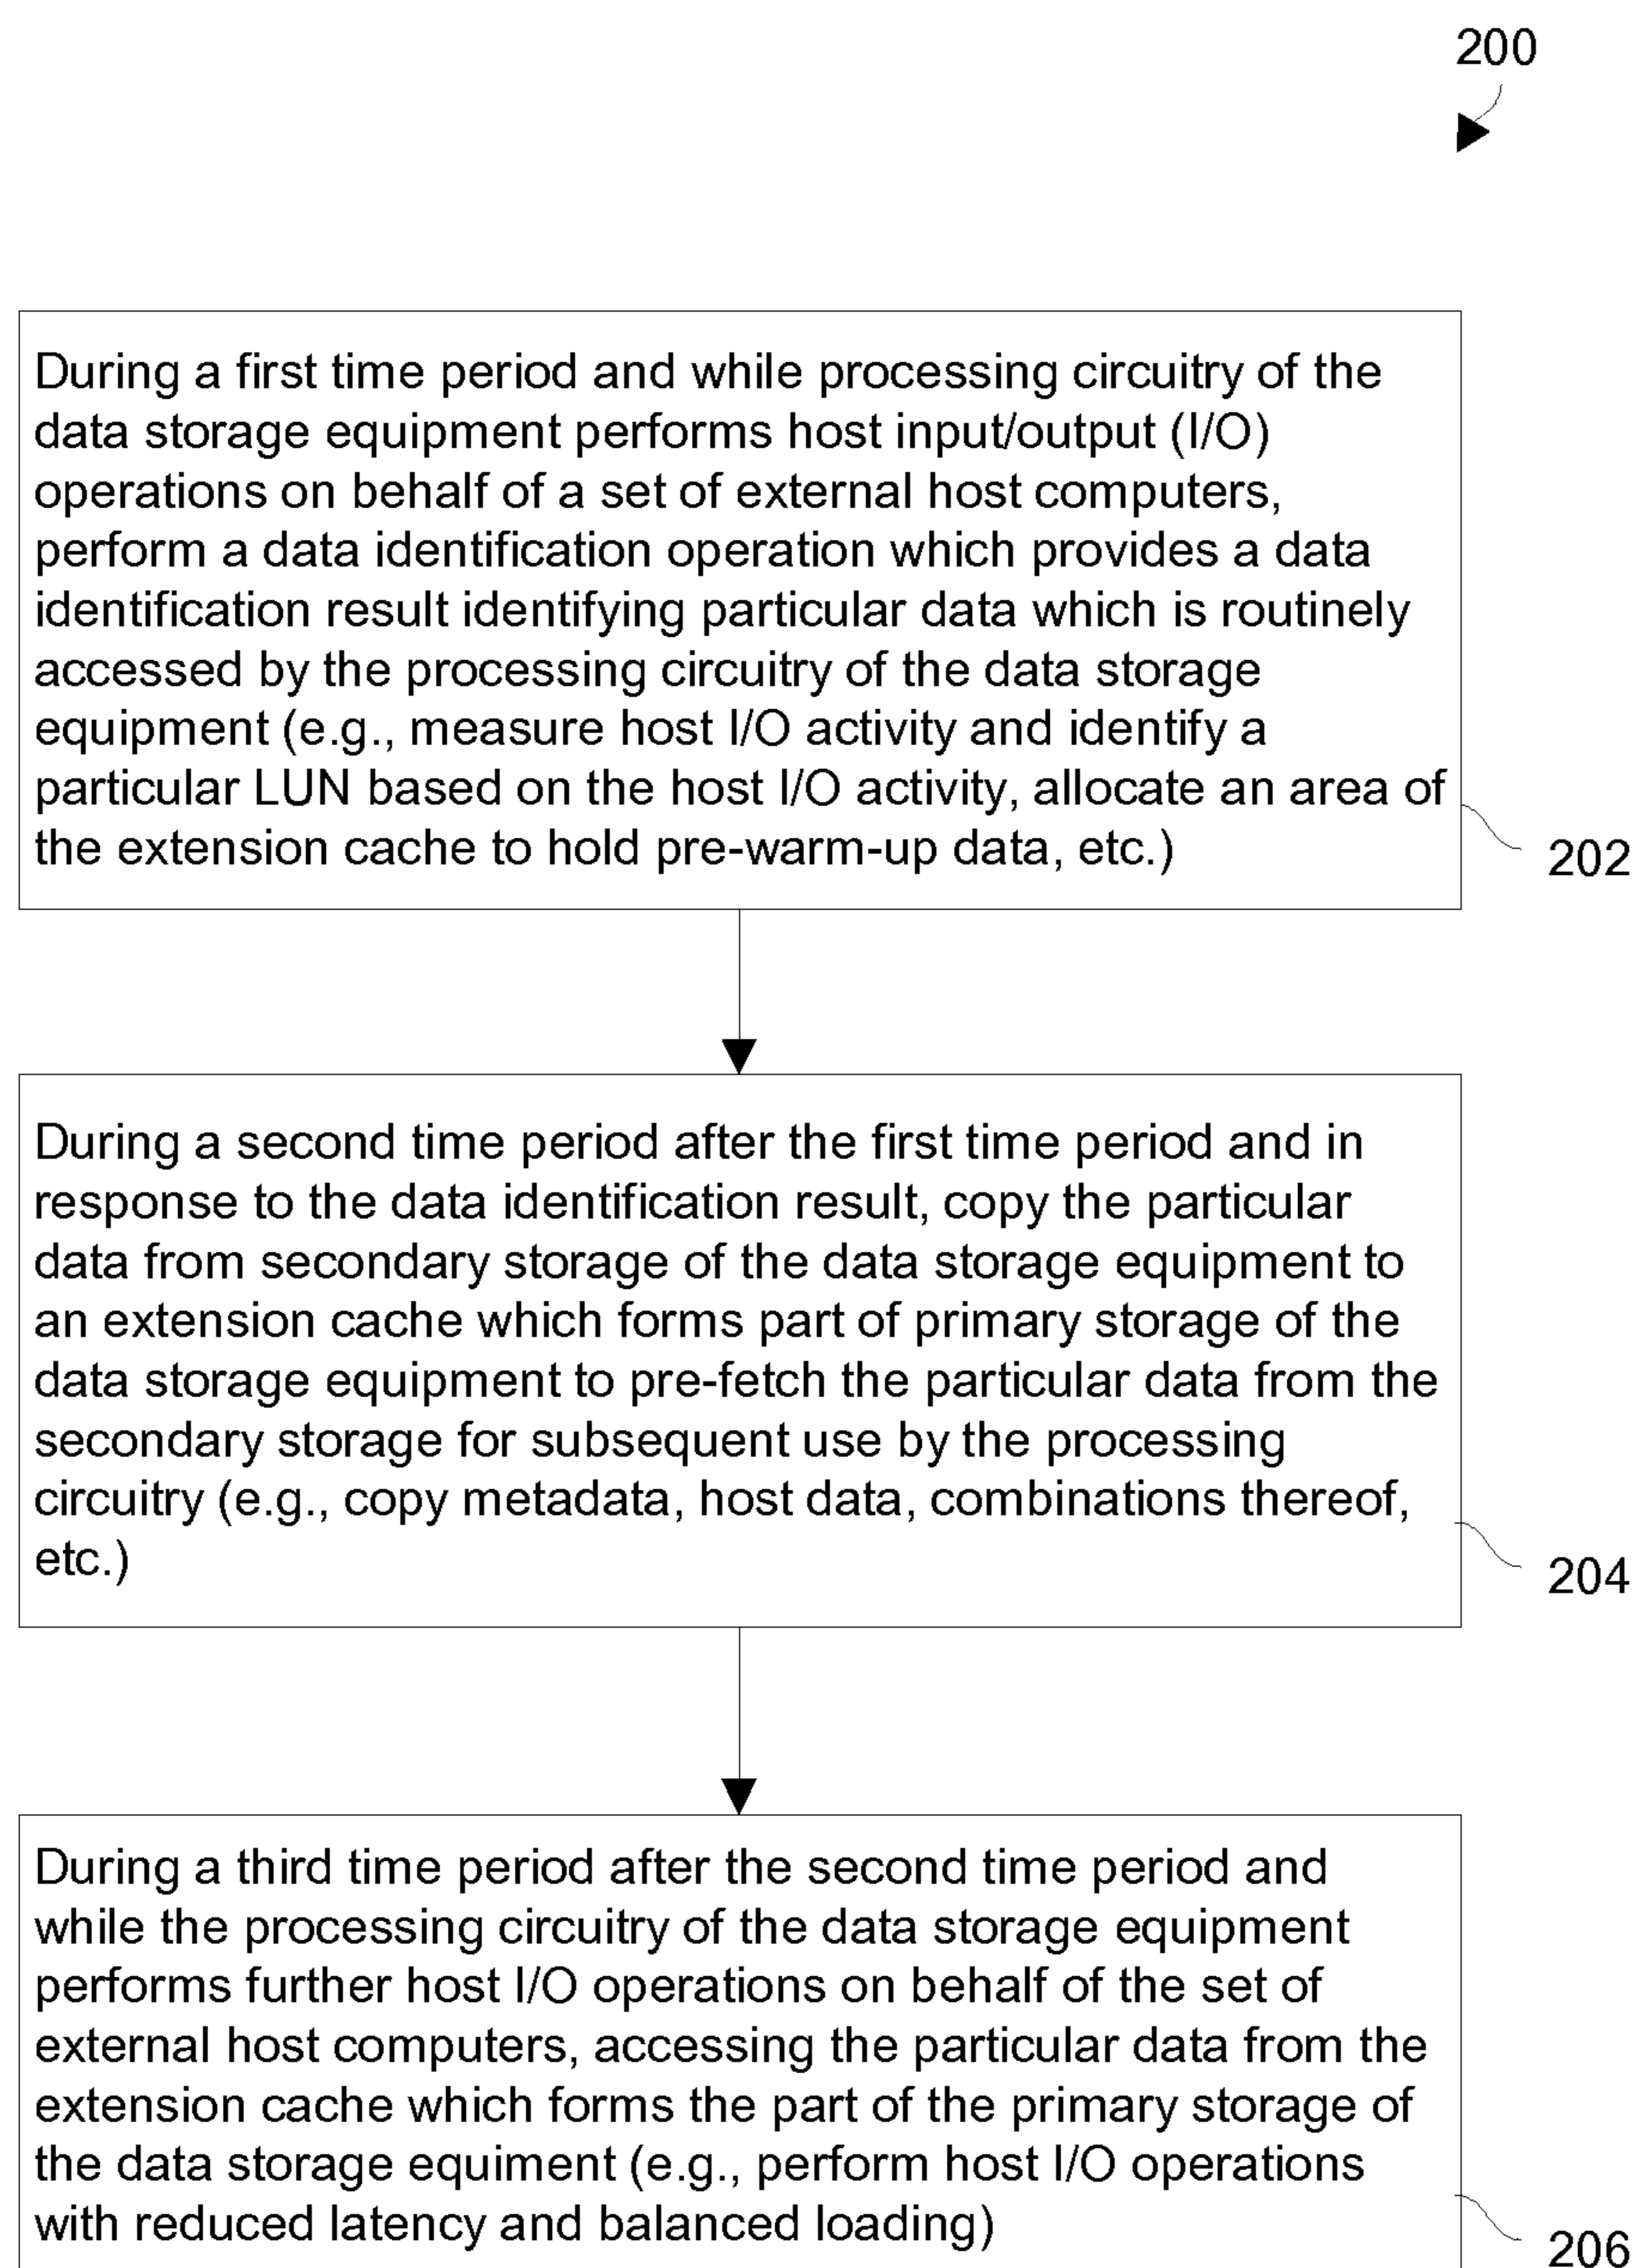 200
During a first time period and while processing circuitry of the
data storage equipment performs host input/output (I/O)
operations on behalf of a set of external host computers,
perform a data identification operation which provides a data
identification result identifying particular data which is routinely
accessed by the processing circuitry of the data storage
equipment (e.g., measure host I/O activity and identify a
particular LUN based on the host I/O activity, allocate an area of
the extension cache to hold pre-warm-up data, etc.)
202
During a second time period after the first time period and in
response to the data identification result, copy the particular
data from secondary storage of the data storage equipment to
an extension cache which forms part of primary storage of the
data storage equipment to pre-fetch the particular data from the
secondary storage for subsequent use by the processing
circuitry (e.g., copy metadata, host data, combinations thereof,
etc.)
204
During a third time period after the second time period and
while the processing circuitry of the data storage equipment
performs further host I/O operations on behalf of the set of
external host computers, accessing the particular data from the
extension cache which forms the part of the primary storage of
the data storage equiment (e.g., perform host I/O operations
with reduced latency and balanced loading)
206